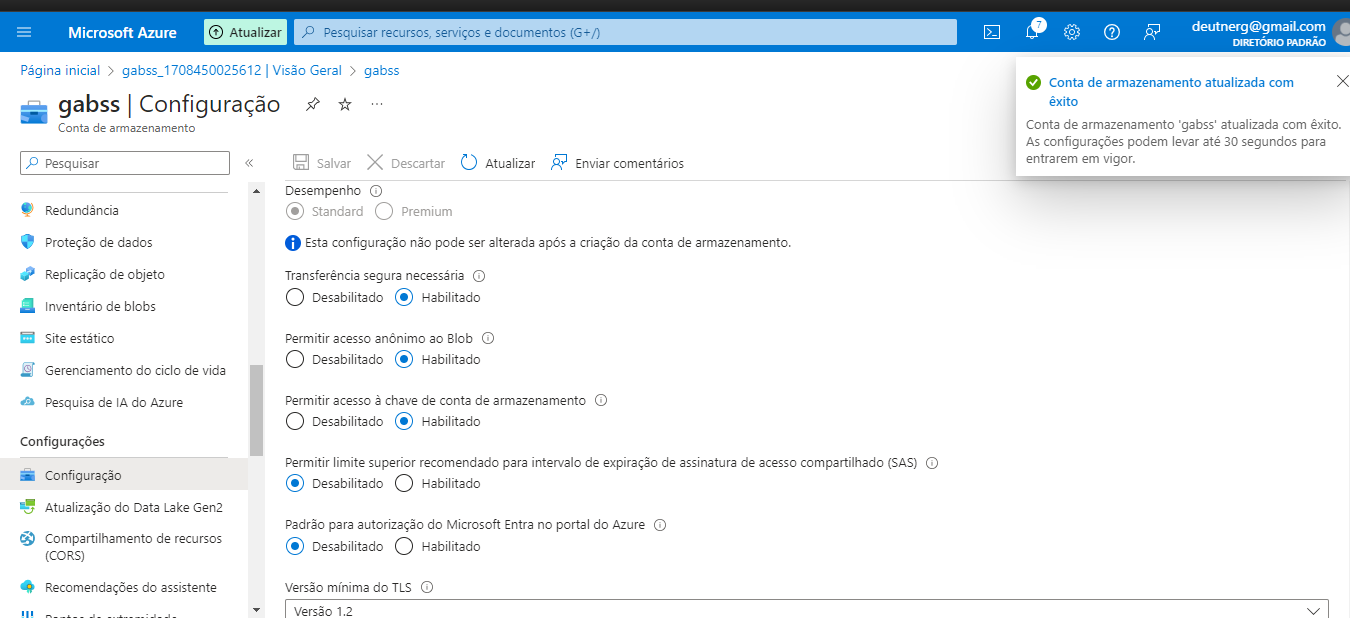 Microsoft Azure
Atualizar
Pesquisar recursos, serviços e documentos (G+/)
7
deutnerg@gmail.com
DIRETÓRIO PADRÃO
Página inicial > gabss_1708450025612 | Visão Geral > gabss
gabss | Configuração
Conta de armazenamento
Conta de armazenamento atualizada com
êxito
Conta de armazenamento 'gabss' atualizada com êxito.
As configurações podem levar até 30 segundos para
entrarem em vigor.
Pesquisar
Salvar Descartar Atualizar Enviar comentários
Redundância
Proteção de dados
Replicação de objeto
Inventário de blobs
Site estático
Gerenciamento do ciclo de vida
Pesquisa de IA do Azure
Configurações
Configuração
Atualização do Data Lake Gen2
Compartilhamento de recursos
(CORS)
Recomendações do assistente
Desempenho
Standard Premium
Esta configuração não pode ser alterada após a criação da conta de armazenamento.
Transferência segura necessária
Desabilitado Habilitado
Permitir acesso anônimo ao Blob
Desabilitado Habilitado
Permitir acesso à chave de conta de armazenamento
Desabilitado Habilitado
Permitir limite superior recomendado para intervalo de expiração de assinatura de acesso compartilhado (SAS)
Desabilitado Habilitado
Padrão para autorização do Microsoft Entra no portal do Azure
Desabilitado Habilitado
Versão mínima do TLS
Versão 1.2